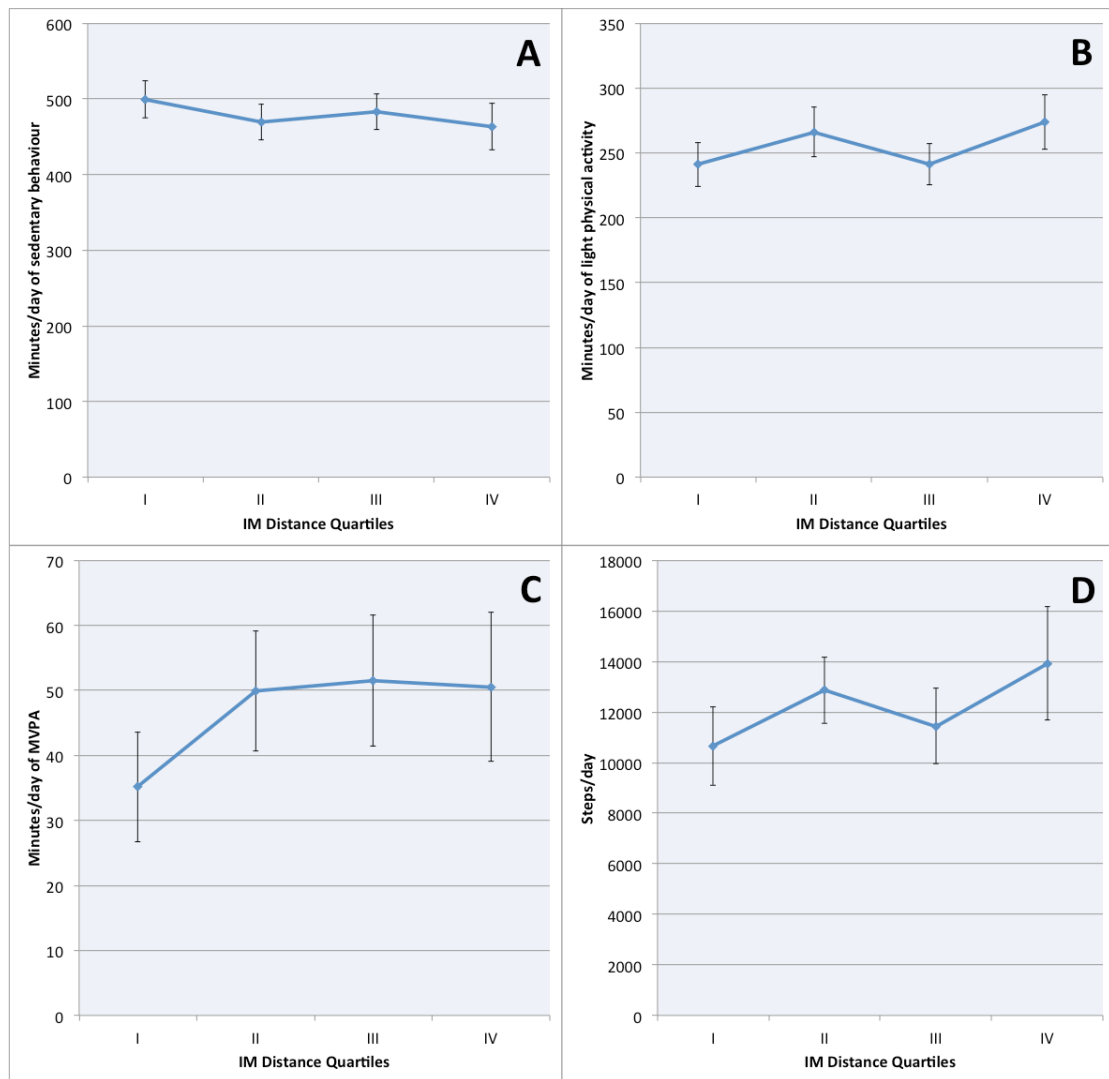 A
Minutes/day of sedentary behaviour
600
500
400
300
200
100
0
I II III IV
IM Distance Quartiles
B
Minutes/day of light physical activity
350
300
250
200
150
100
50
0
I II III IV
IM Distance Quartiles
C
Minutes/day of MVPA
70
60
50
40
30
20
10
0
I II III IV
IM Distance Quartiles
D
Steps/day
18000
16000
14000
12000
10000
8000
6000
4000
2000
0
I II III IV
IM Distance Quartiles